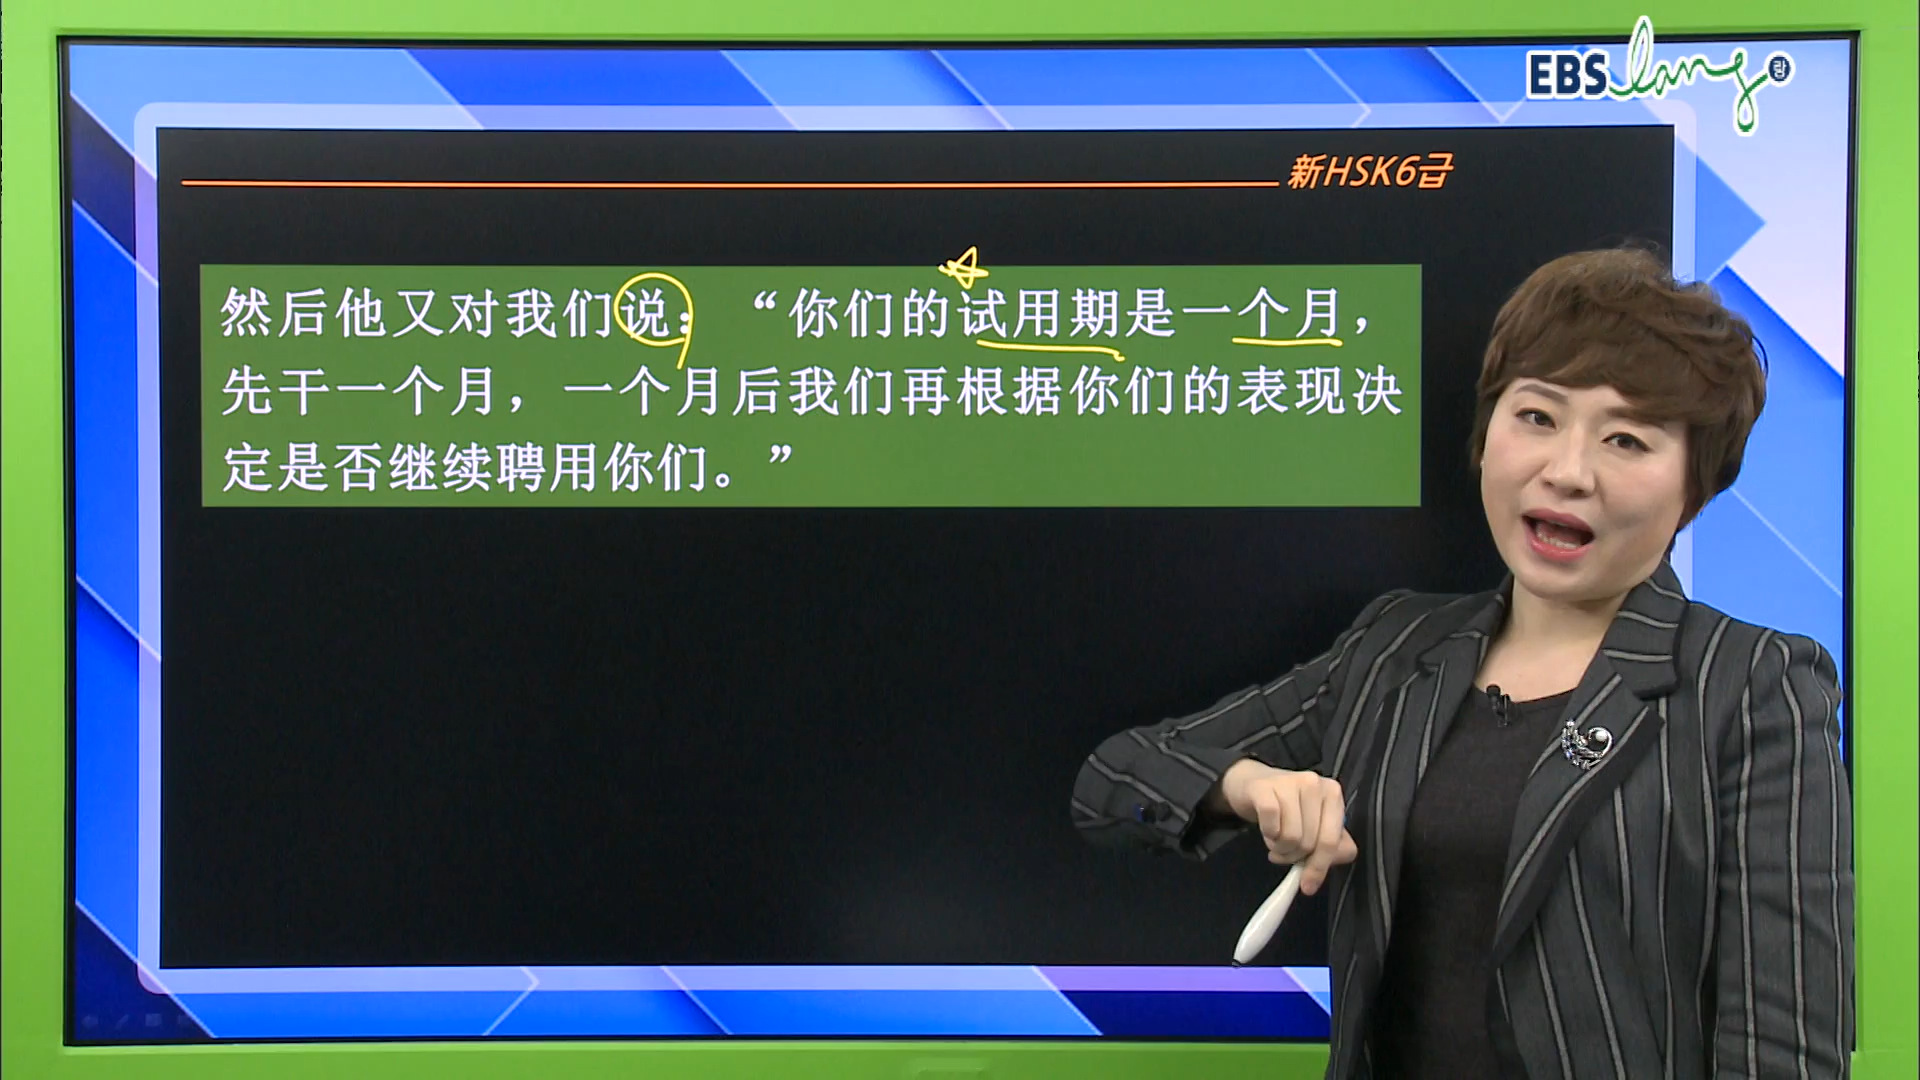 EBS lang 랑
新HSK6급
然后他又对我们说：“你们的试用期是一个月，
先干一个月，一个月后我们再根据你们的表现决
定是否继续聘用你们。”